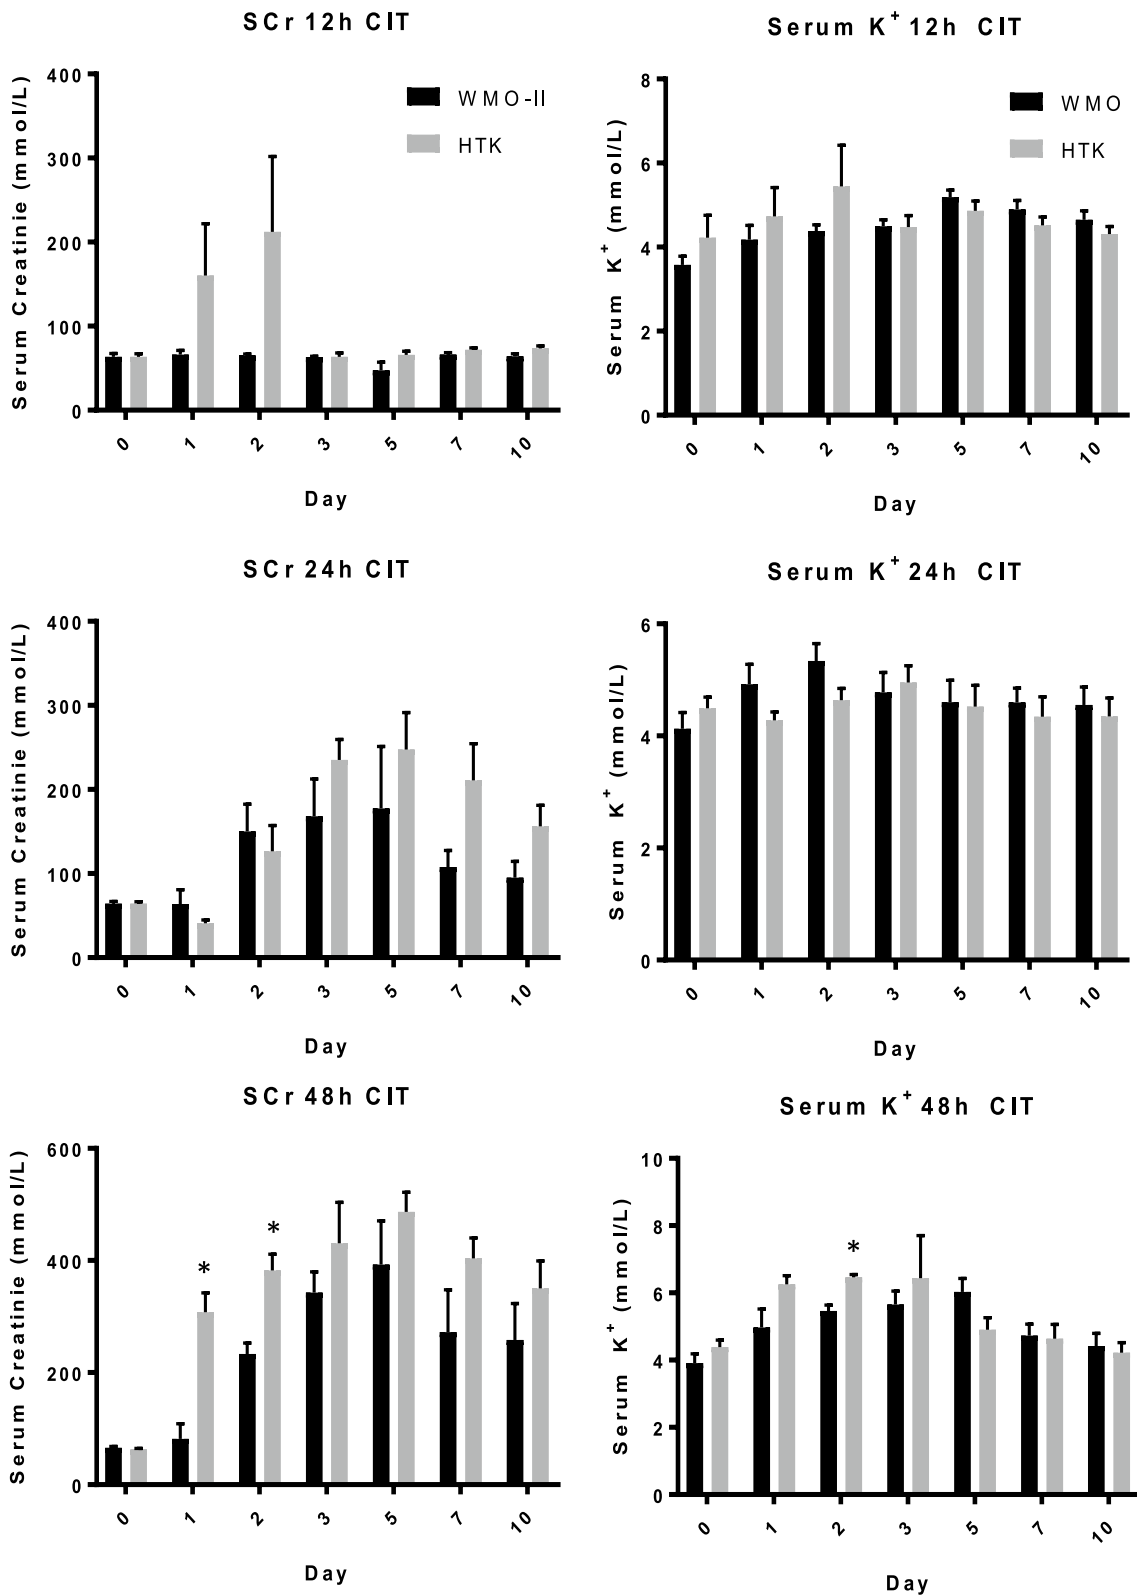 SCr 12h CIT
Serum Creatinie (mmol/L)
400
300
200
100
0
WMO-II
HTK
0 1 2 3 5 7 10
Day
Serum K+ 12h CIT
Serum K+ (mmol/L)
8
6
4
2
0
WMO
HTK
0 1 2 3 5 7 10
Day
SCr 24h CIT
Serum Creatinie (mmol/L)
400
300
200
100
0
0 1 2 3 5 7 10
Day
Serum K+ 24h CIT
Serum K+ (mmol/L)
6
4
2
0
0 1 2 3 5 7 10
Day
SCr 48h CIT
Serum Creatinie (mmol/L)
600
400
200
0
* *
0 1 2 3 5 7 10
Day
Serum K+ 48h CIT
Serum K+ (mmol/L)
10
8
6
4
2
0
*
0 1 2 3 5 7 10
Day